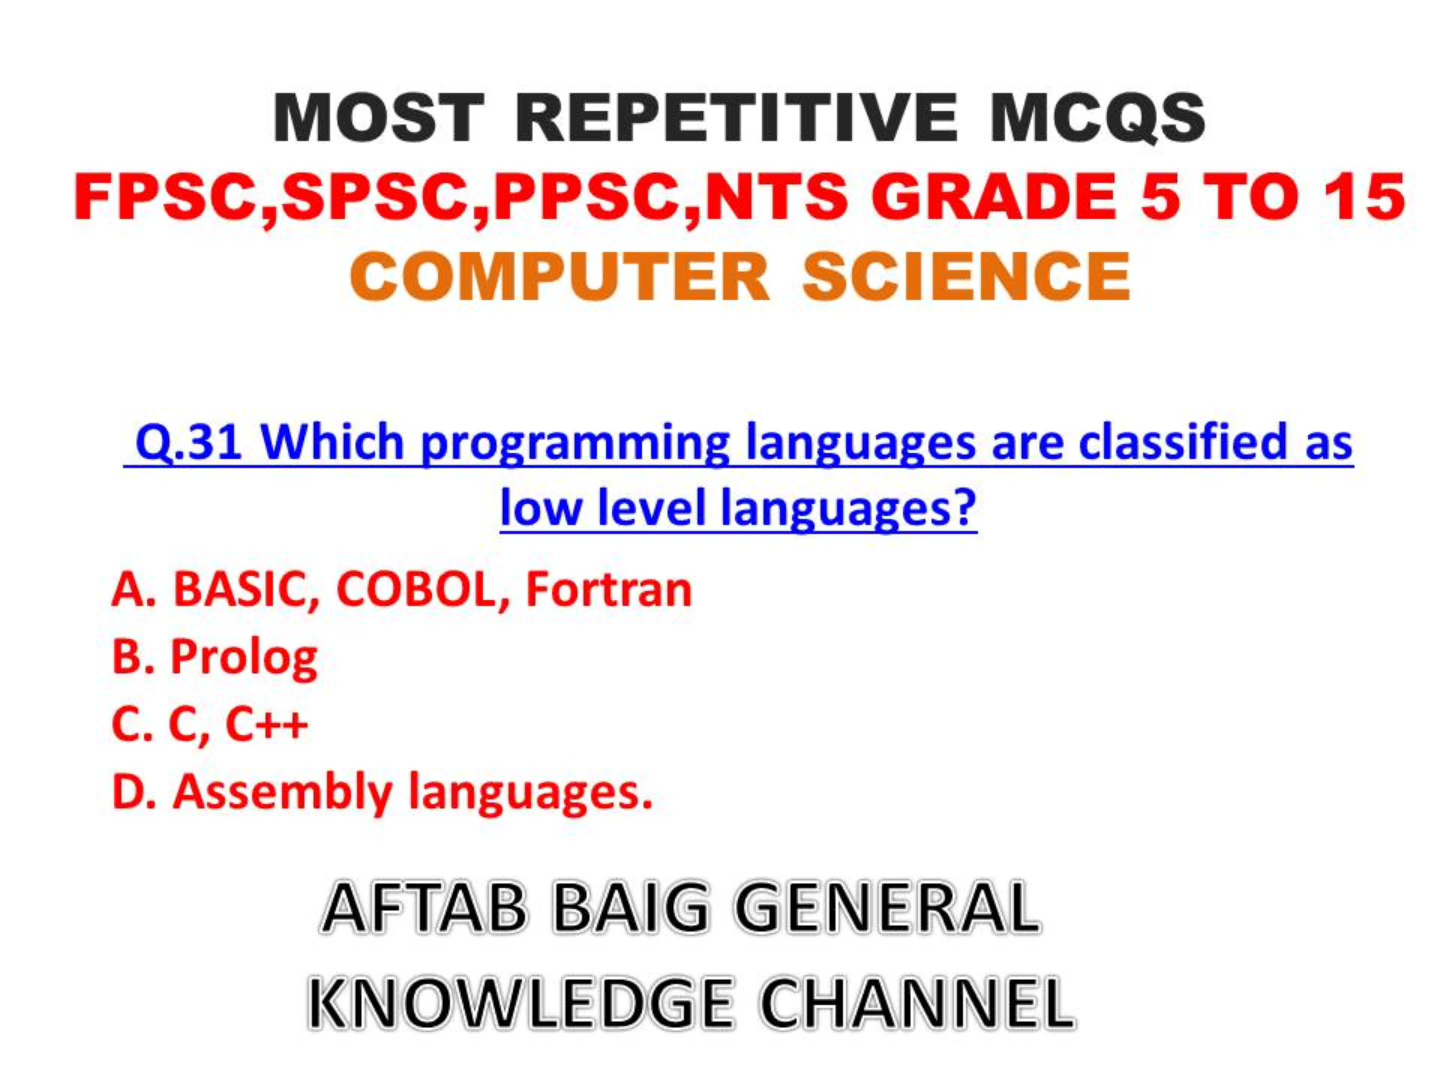 MOST REPETITIVE MCQS
FPSC,SPSC,PPSC,NTS GRADE 5 TO 15
COMPUTER SCIENCE
Q.31 Which programming languages are classified as
low level languages?
A. BASIC, COBOL, Fortran
B. Prolog
C. C, C++
D. Assembly languages.
AFTAB BAIG GENERAL
KNOWLEDGE CHANNEL